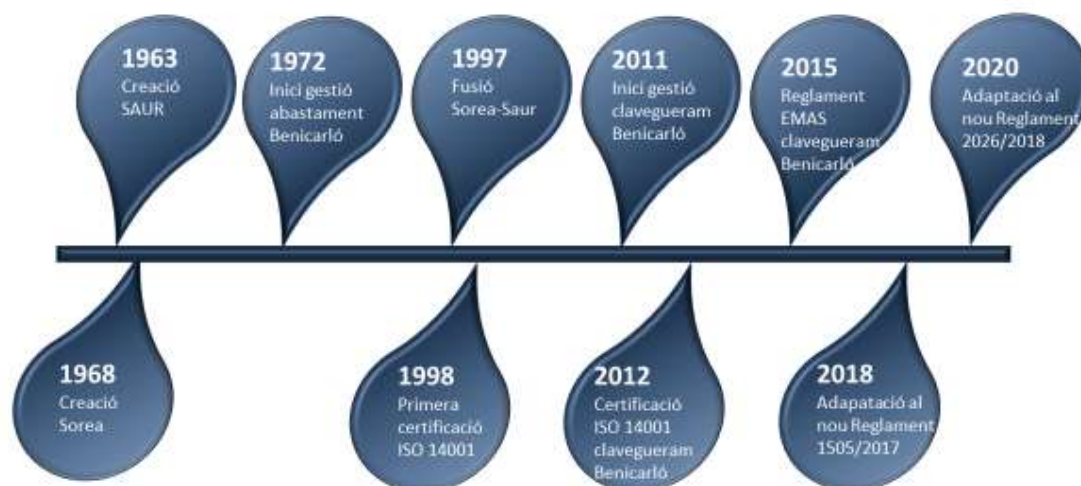 1963
Creació
SAUR
1972
Inici gestió
abastament
Benicarló
1997
Fusió
Sorea-Saur
2011
Inici gestió
clavegueram
Benicarló
2015
Reglament
EMAS
clavegueram
Benicarló
2020
Adaptació al
nou Reglament
2026/2018
1968
Creació
Sorea
1998
Primera
certificació
ISO 14001
2012
Certificació
ISO 14001
clavegueram
Benicarló
2018
Adapatació al
nou Reglament
1505/2017